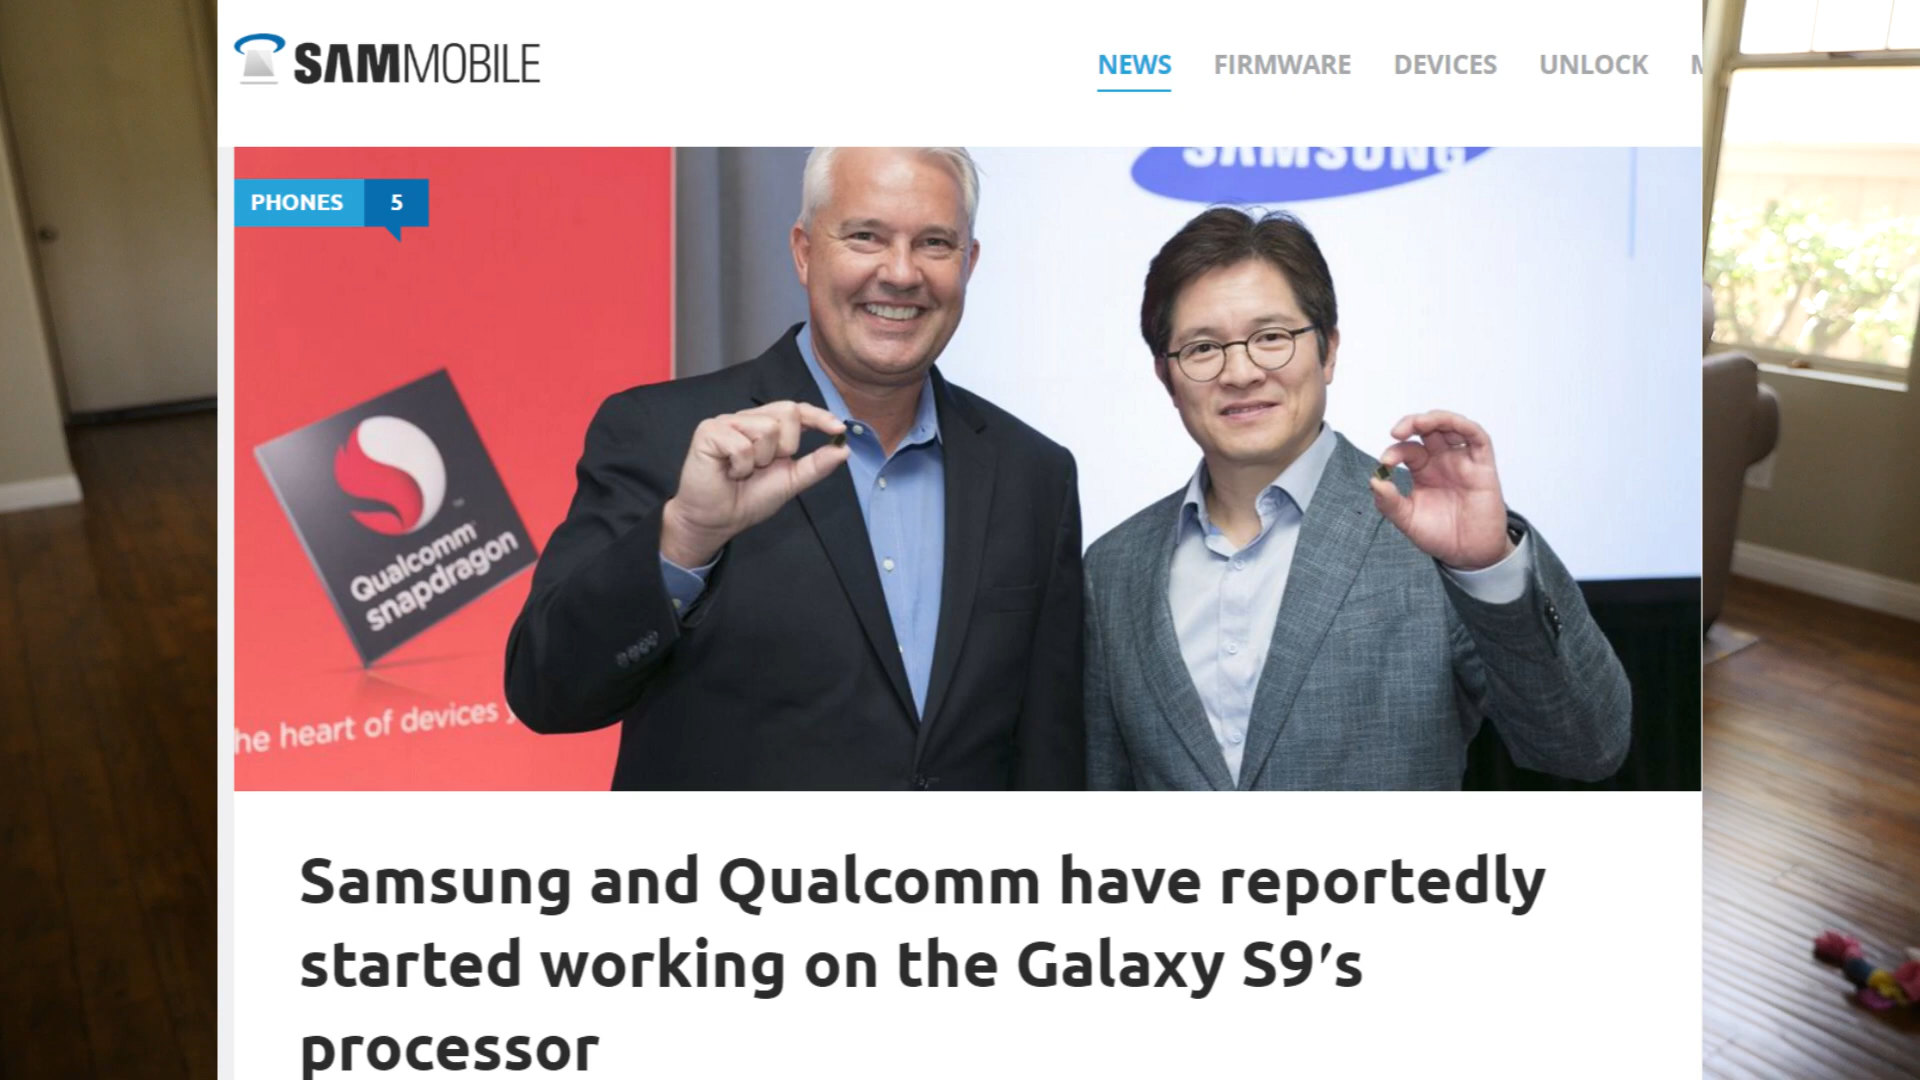 SAMMOBILE
NEWS FIRMWARE DEVICES UNLOCK
PHONES 5
SAMSUNG
Qualcomm
snapdragon
he heart of devices
Samsung and Qualcomm have reportedly
started working on the Galaxy S9's
processor